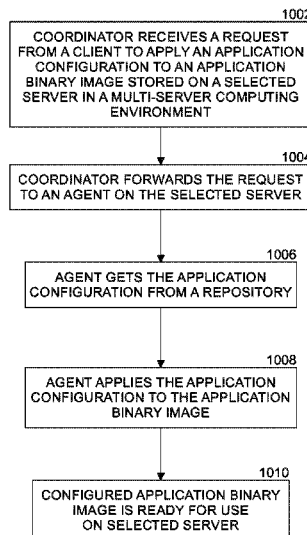 1002
COORDINATOR RECEIVES A REQUEST
FROM A CLIENT TO APPLY AN APPLICATION
CONFIGURATION TO AN APPLICATION
BINARY IMAGE STORED ON A SELECTED
SERVER IN A MULTI-SERVER COMPUTING
ENVIRONMENT
1004
COORDINATOR FORWARDS THE REQUEST
TO AN AGENT ON THE SELECTED SERVER
1006
AGENT GETS THE APPLICATION
CONFIGURATION FROM A REPOSITORY
1008
AGENT APPLIES THE APPLICATION
CONFIGURATION TO THE APPLICATION
BINARY IMAGE
1010
CONFIGURED APPLICATION BINARY
IMAGE IS READY FOR USE
ON SELECTED SERVER